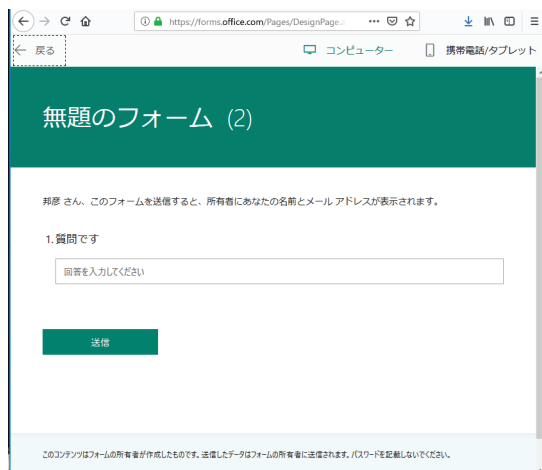 https://forms.office.com/Pages/DesignPage.
戻る
コンピューター
携帯電話/タブレット
無題のフォーム (2)
邦彦 さん、このフォームを送信すると、所有者にあなたの名前とメール アドレスが表示されます。
1. 質問です
回答を入力してください
送信
このコンテンツはフォームの所有者が作成したものです。送信したデータはフォームの所有者に送信されます。パスワードを記載しないでください。